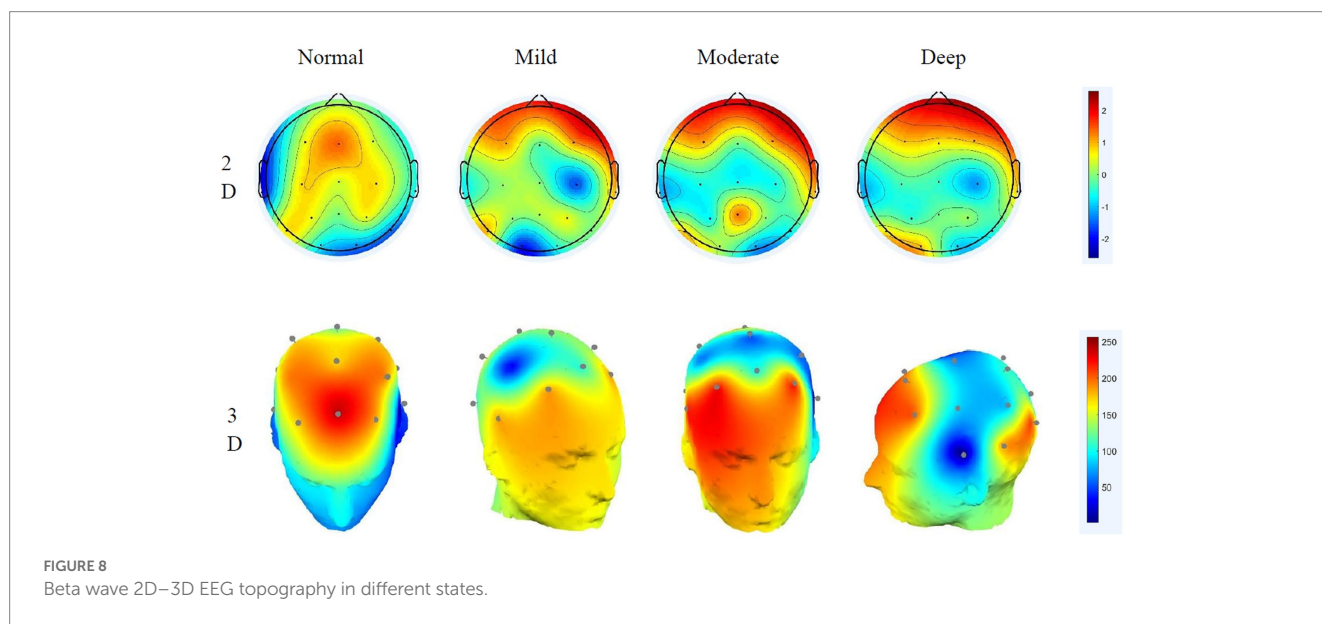 Normal Mild Moderate Deep
2
D
2
1
0
-1
-2
3
D
250
200
150
100
50
FIGURE 8
Beta wave 2D–3D EEG topography in different states.